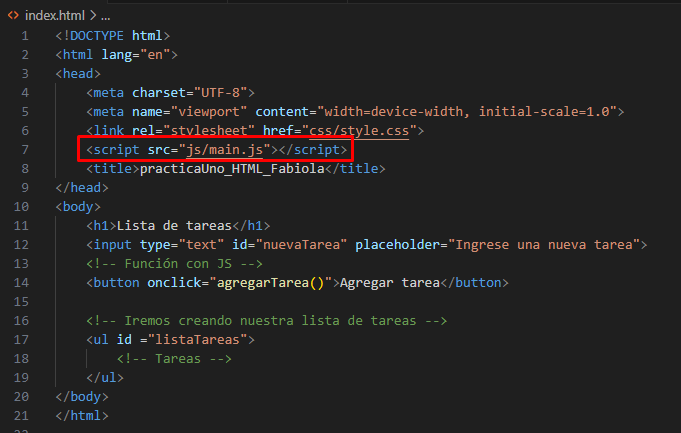 index.html > ...
1 <!DOCTYPE html>
2 <html lang="en">
3 <head>
4     <meta charset="UTF-8">
5     <meta name="viewport" content="width=device-width, initial-scale=1.0">
6     <link rel="stylesheet" href="css/style.css">
7     <script src="js/main.js"></script>
8     <title>practicaUno_HTML_Fabiola</title>
9 </head>
10 <body>
11     <h1>Lista de tareas</h1>
12     <input type="text" id="nuevaTarea" placeholder="Ingrese una nueva tarea">
13     <!-- Función con JS -->
14     <button onclick="agregarTarea()">Agregar tarea</button>
15
16     <!-- Iremos creando nuestra lista de tareas -->
17     <ul id ="listaTareas">
18         <!-- Tareas -->
19     </ul>
20 </body>
21 </html>